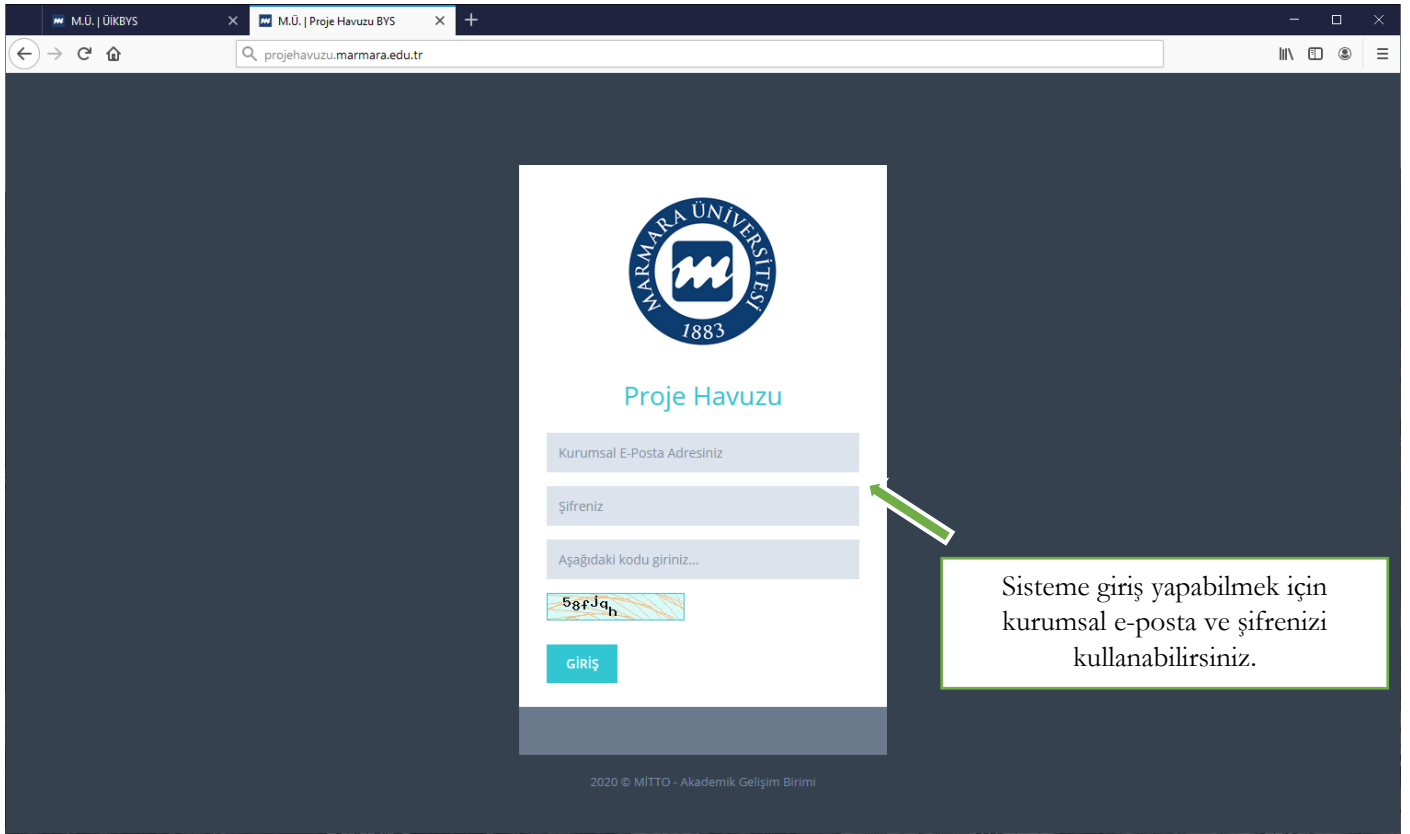 M.Ü. | ÜİKBYS
M.Ü. | Proje Havuzu BYS
projehavuzu.marmara.edu.tr
MARMARA ÜNİVERSİTESİ
1883
Proje Havuzu
Kurumsal E-Posta Adresiniz
Şifreniz
Aşağıdaki kodu giriniz...
58fJqh
GİRİŞ
Sisteme giriş yapabilmek için
kurumsal e-posta ve şifrenizi
kullanabilirsiniz.
2020 © MİTTO - Akademik Gelişim Birimi